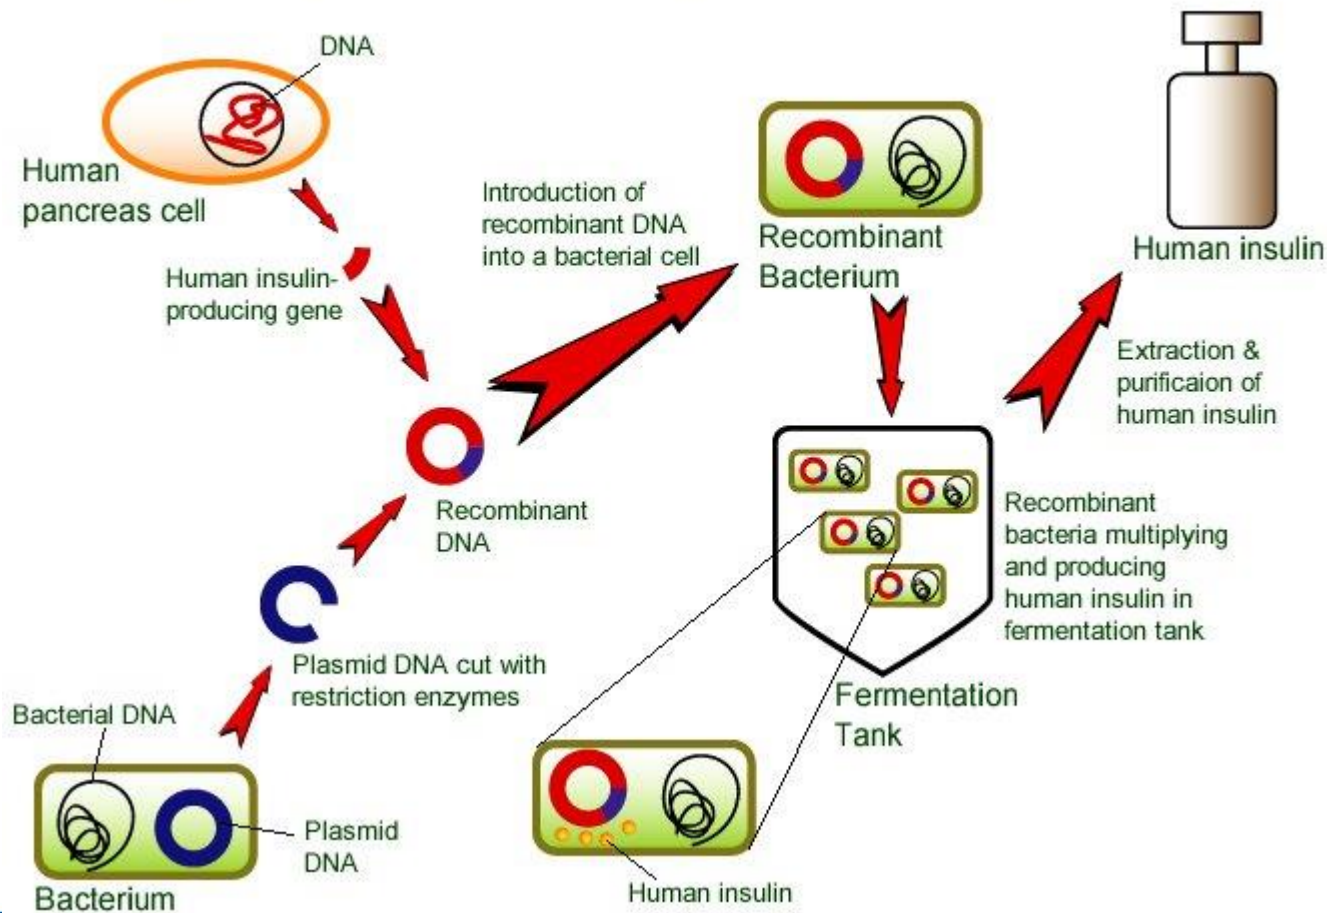 DNA
Human
pancreas cell
Human insulin-
producing gene
Introduction of
recombinant DNA
into a bacterial cell
Recombinant
Bacterium
Human insulin
Extraction &
purificaion of
human insulin
Recombinant
DNA
Plasmid DNA cut with
restriction enzymes
Bacterial DNA
Plasmid
DNA
Bacterium
Recombinant
bacteria multiplying
and producing
human insulin in
fermentation tank
Fermentation
Tank
Human insulin